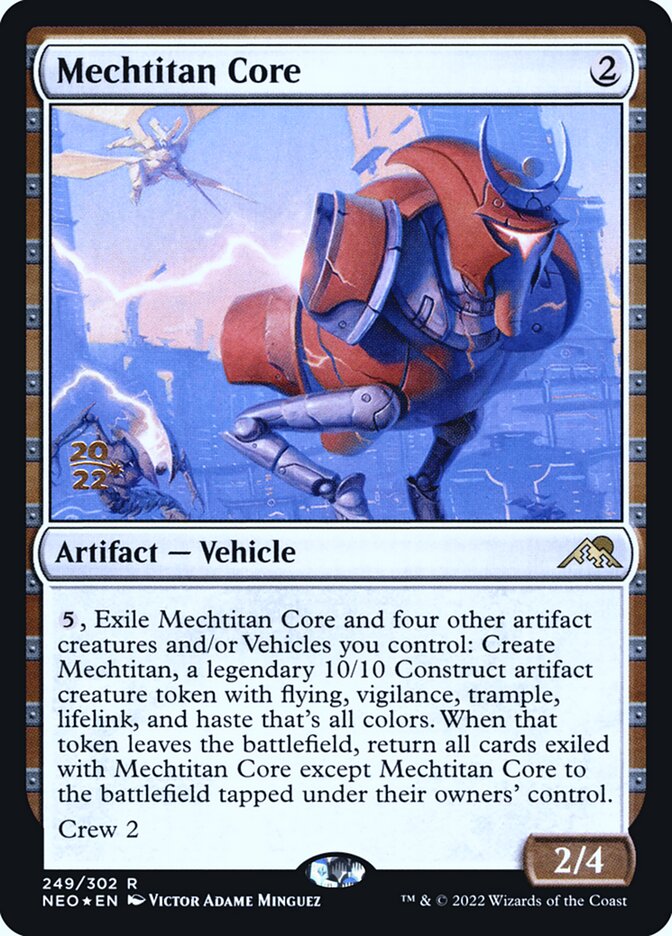 Mechtitan Core
2
20
22
Artifact — Vehicle
5, Exile Mechtitan Core and four other artifact
creatures and/or Vehicles you control: Create
Mechtitan, a legendary 10/10 Construct artifact
creature token with flying, vigilance, trample,
lifelink, and haste that's all colors. When that
token leaves the battlefield, return all cards exiled
with Mechtitan Core except Mechtitan Core to
the battlefield tapped under their owners' control.
Crew 2
2/4
249/302 R
NEO★EN Victor Adame Minguez
™ & © 2022 Wizards of the Coast